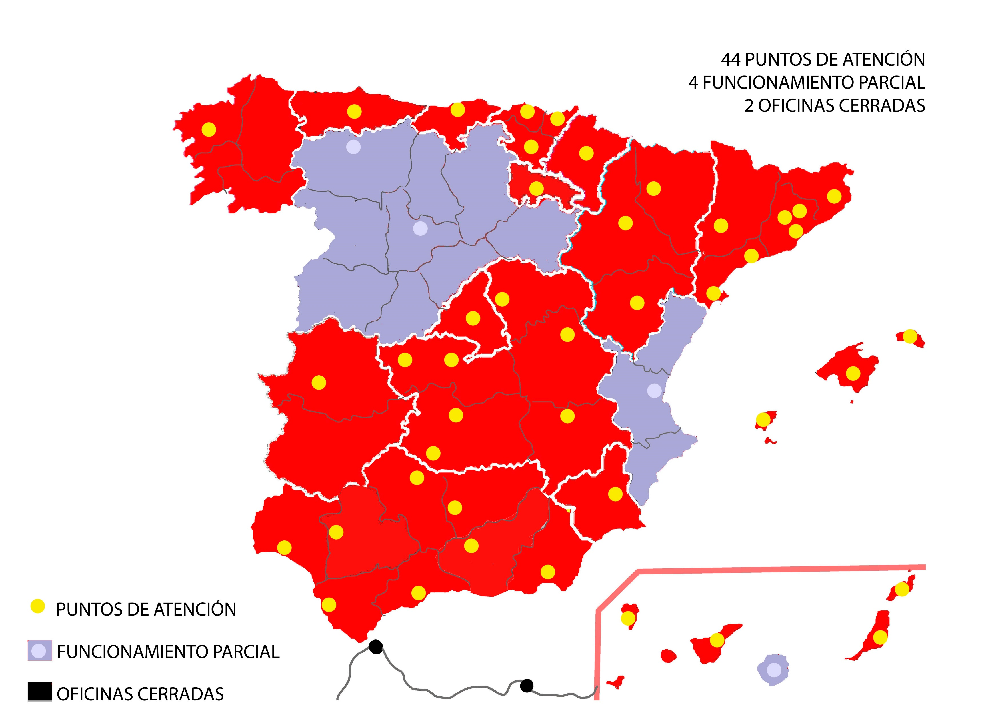 44 PUNTOS DE ATENCIÓN
4 FUNCIONAMIENTO PARCIAL
2 OFICINAS CERRADAS
PUNTOS DE ATENCIÓN
FUNCIONAMIENTO PARCIAL
OFICINAS CERRADAS